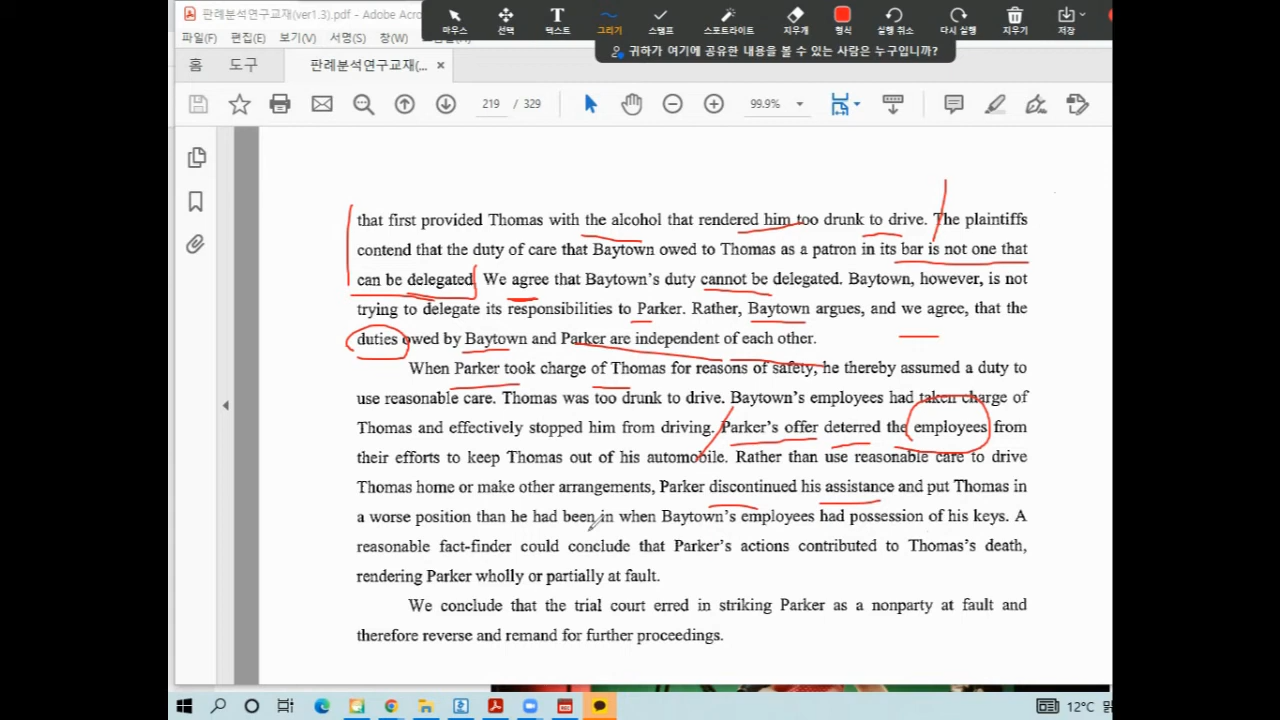 판례분석연구교재(ver1.3).pdf - Adobe Acro
마우스 선택 텍스트 그리기 스탬프 스포트라이트 지우개 형식 실행 취소 다시 실행 지우기 저장
파일(F) 편집(E) 보기(V) 서명(S) 창(W)
귀하가 여기에 공유한 내용을 볼 수 있는 사람은 누구입니까?
홈 도구 판례분석연구교재(... ×
219 / 329 99.9%
that first provided Thomas with the alcohol that rendered him too drunk to drive. The plaintiffs
contend that the duty of care that Baytown owed to Thomas as a patron in its bar is not one that
can be delegated. We agree that Baytown's duty cannot be delegated. Baytown, however, is not
trying to delegate its responsibilities to Parker. Rather, Baytown argues, and we agree, that the
duties owed by Baytown and Parker are independent of each other.
When Parker took charge of Thomas for reasons of safety, he thereby assumed a duty to
use reasonable care. Thomas was too drunk to drive. Baytown's employees had taken charge of
Thomas and effectively stopped him from driving. Parker's offer deterred the employees from
their efforts to keep Thomas out of his automobile. Rather than use reasonable care to drive
Thomas home or make other arrangements, Parker discontinued his assistance and put Thomas in
a worse position than he had been in when Baytown's employees had possession of his keys. A
reasonable fact-finder could conclude that Parker's actions contributed to Thomas's death,
rendering Parker wholly or partially at fault.
We conclude that the trial court erred in striking Parker as a nonparty at fault and
therefore reverse and remand for further proceedings.
12°C